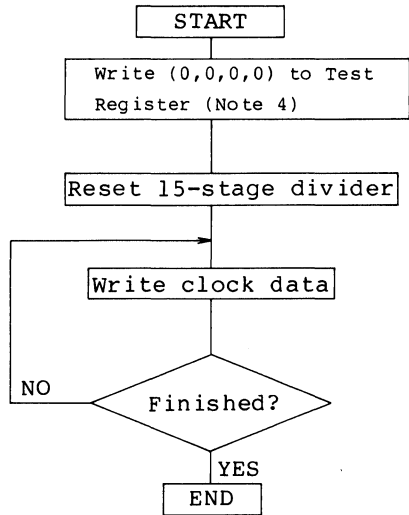 START
Write (0,0,0,0) to Test
Register (Note 4)
Reset 15-stage divider
Write clock data
NO
Finished?
YES
END